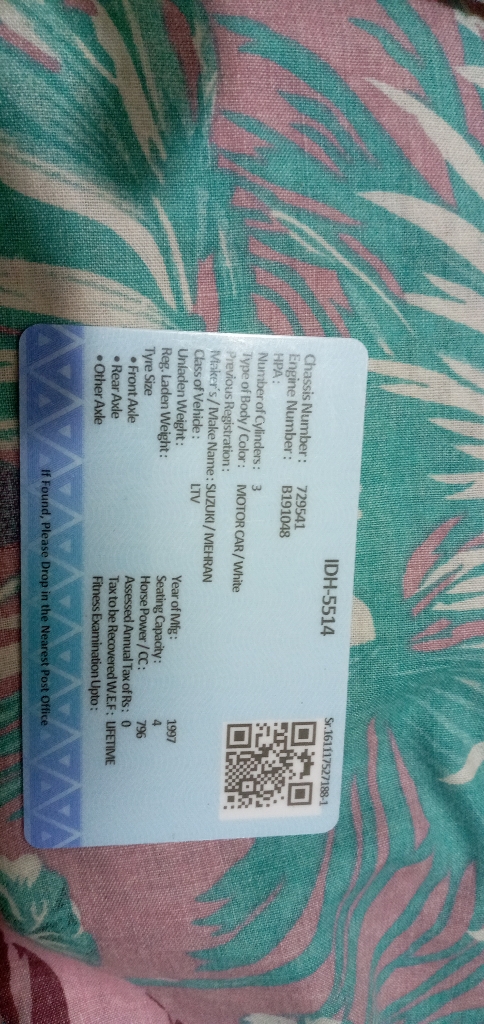 Sr.161117527188-1
IDH-5514
Chassis Number : 729541
Engine Number : B191048
HPA :
Number of Cylinders : 3
Type of Body / Color : MOTOR CAR / White
Previous Registration :
Maker's / Make Name : SUZUKI / MEHRAN
Class of Vehicle : LTV
Unladen Weight : Year of Mfg : 1997
Reg. Laden Weight : Seating Capacity : 4
Tyre Size Horse Power / CC : 796
• Front Axle Assessed Annual Tax of Rs : 0
• Rear Axle Tax to be Recovered W.E.F : LIFETIME
• Other Axle Fitness Examination Upto :
If Found, Please Drop in the Nearest Post Office